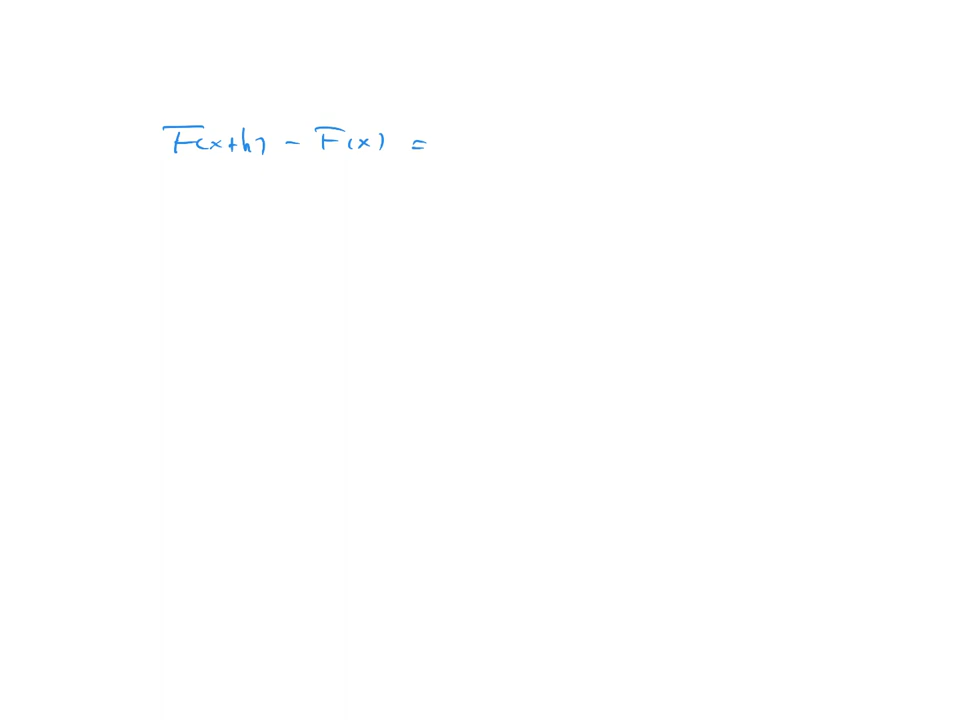 F(x+h) - F(x) =